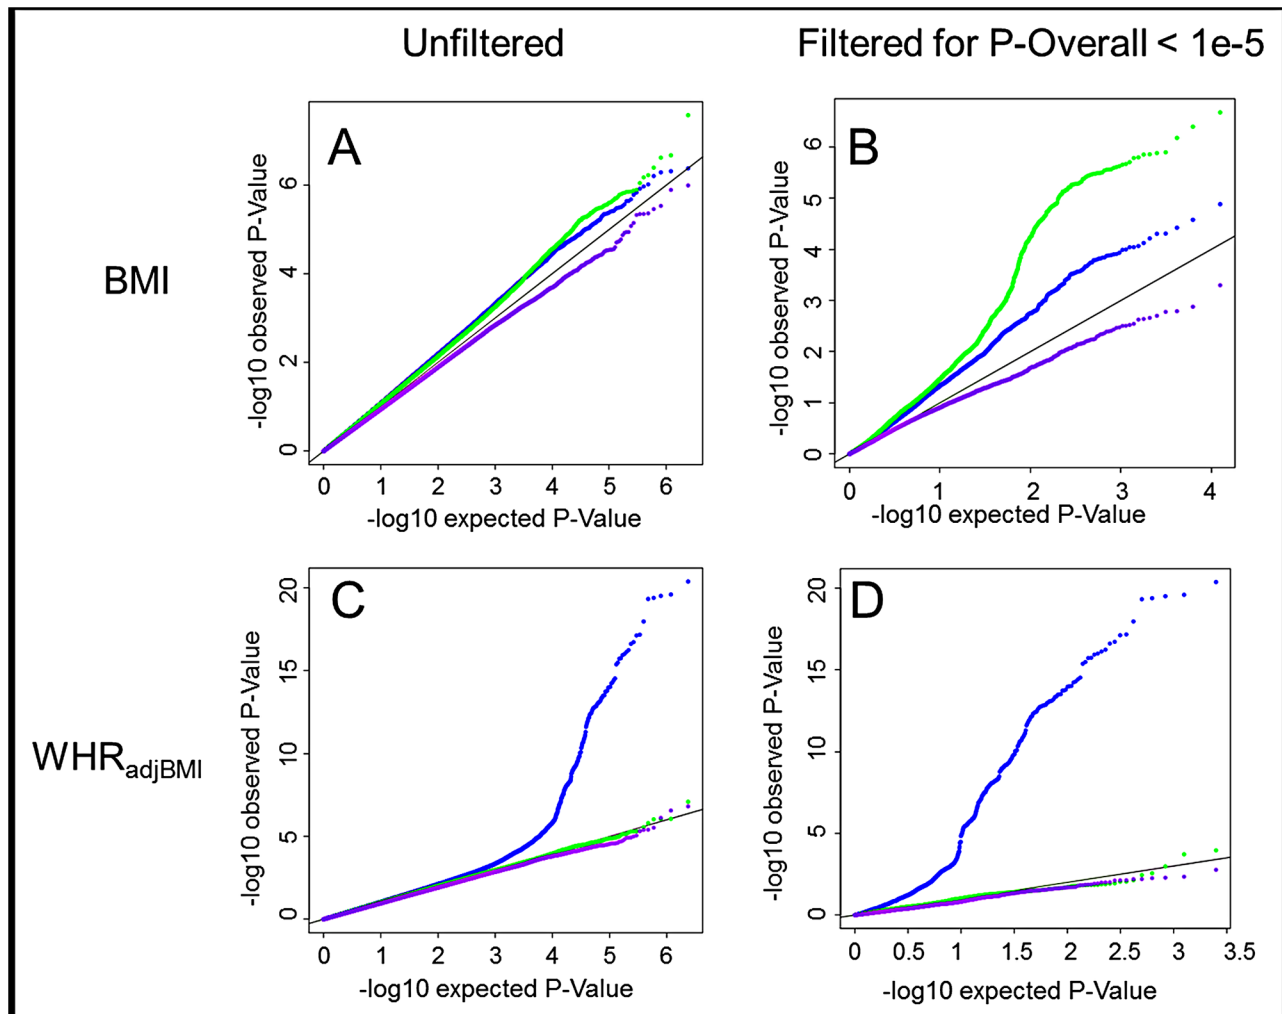 Unfiltered
Filtered for P-Overall < 1e-5
BMI
A
-log10 observed P-Value
6
4
2
0
0 1 2 3 4 5 6
-log10 expected P-Value
B
-log10 observed P-Value
6
5
4
3
2
1
0
0 1 2 3 4
-log10 expected P-Value
WHRadjBMI
C
-log10 observed P-Value
20
15
10
5
0
0 1 2 3 4 5 6
-log10 expected P-Value
D
-log10 observed P-Value
20
15
10
5
0
0 0.5 1 1.5 2 2.5 3 3.5
-log10 expected P-Value